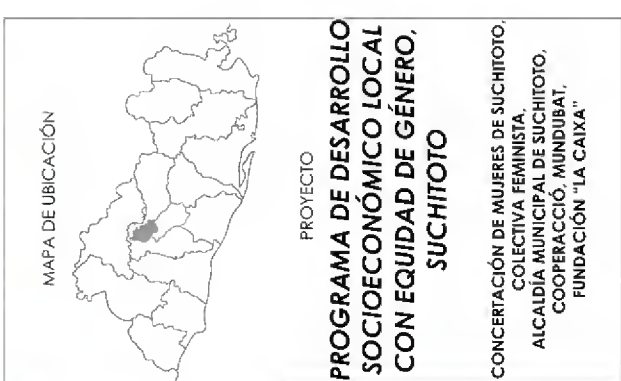 MAPA DE UBICACIÓN
PROYECTO
PROGRAMA DE DESARROLLO
SOCIOECONÓMICO LOCAL
CON EQUIDAD DE GÉNERO,
SUCHITOTO
CONCERTACIÓN DE MUJERES DE SUCHITOTO,
COLECTIVA FEMINISTA,
ALCALDÍA MUNICIPAL DE SUCHITOTO,
COOPERACCIÓ, MUNDUBAT,
FUNDACIÓN "LA CAIXA"